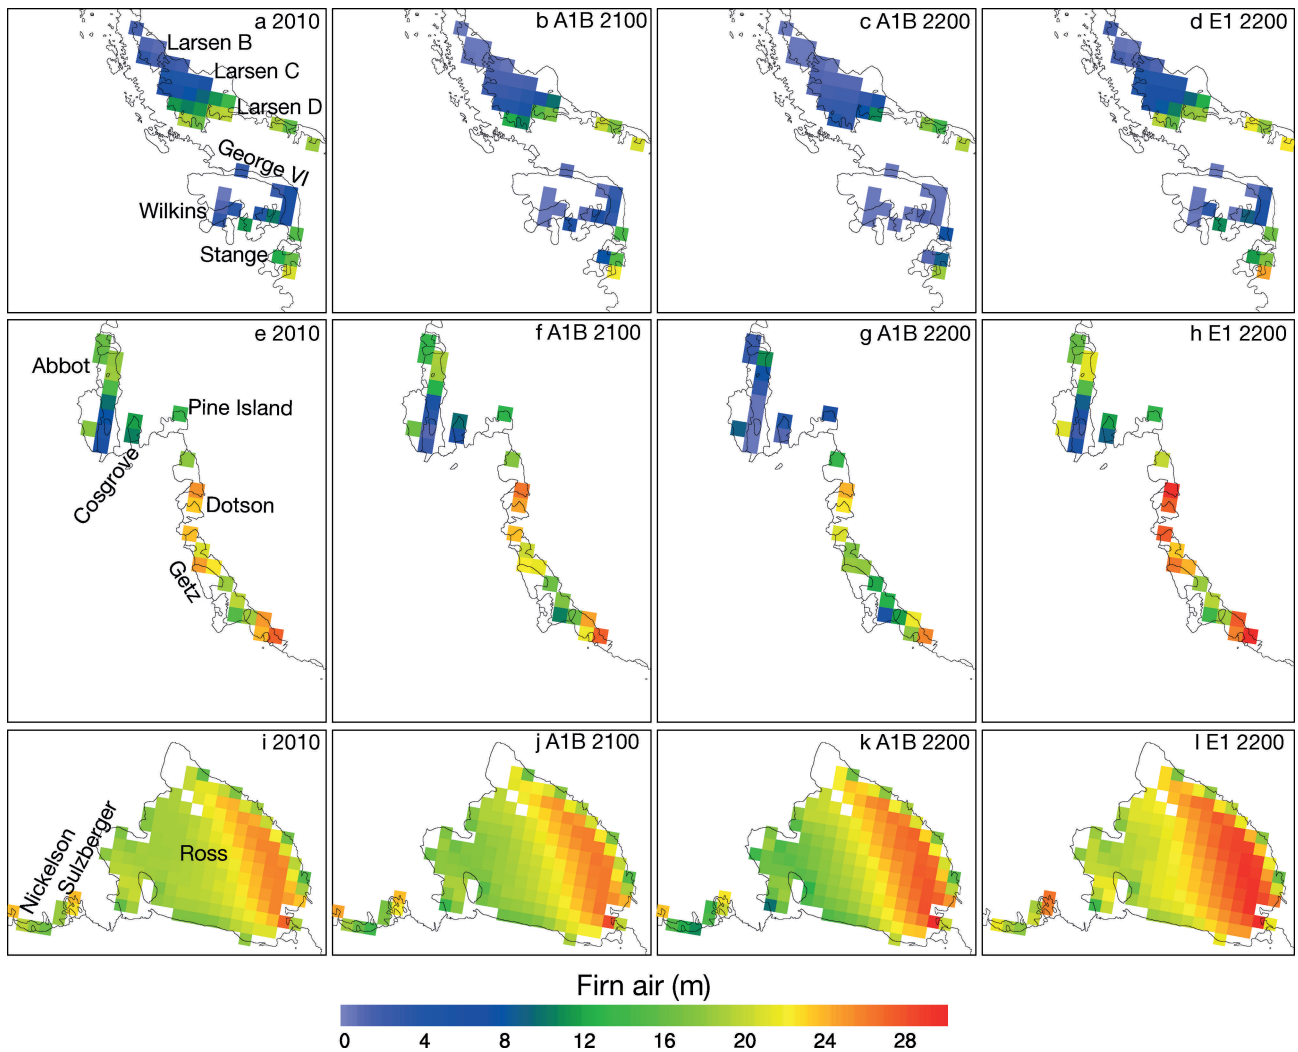 a 2010
Larsen B
Larsen C
Larsen D
George VI
Wilkins
Stange
b A1B 2100
c A1B 2200
d E1 2200
e 2010
Abbot
Pine Island
Cosgrove
Dotson
Getz
f A1B 2100
g A1B 2200
h E1 2200
i 2010
Nickelson
Sulzberger
Ross
j A1B 2100
k A1B 2200
l E1 2200
Firn air (m)
0 4 8 12 16 20 24 28